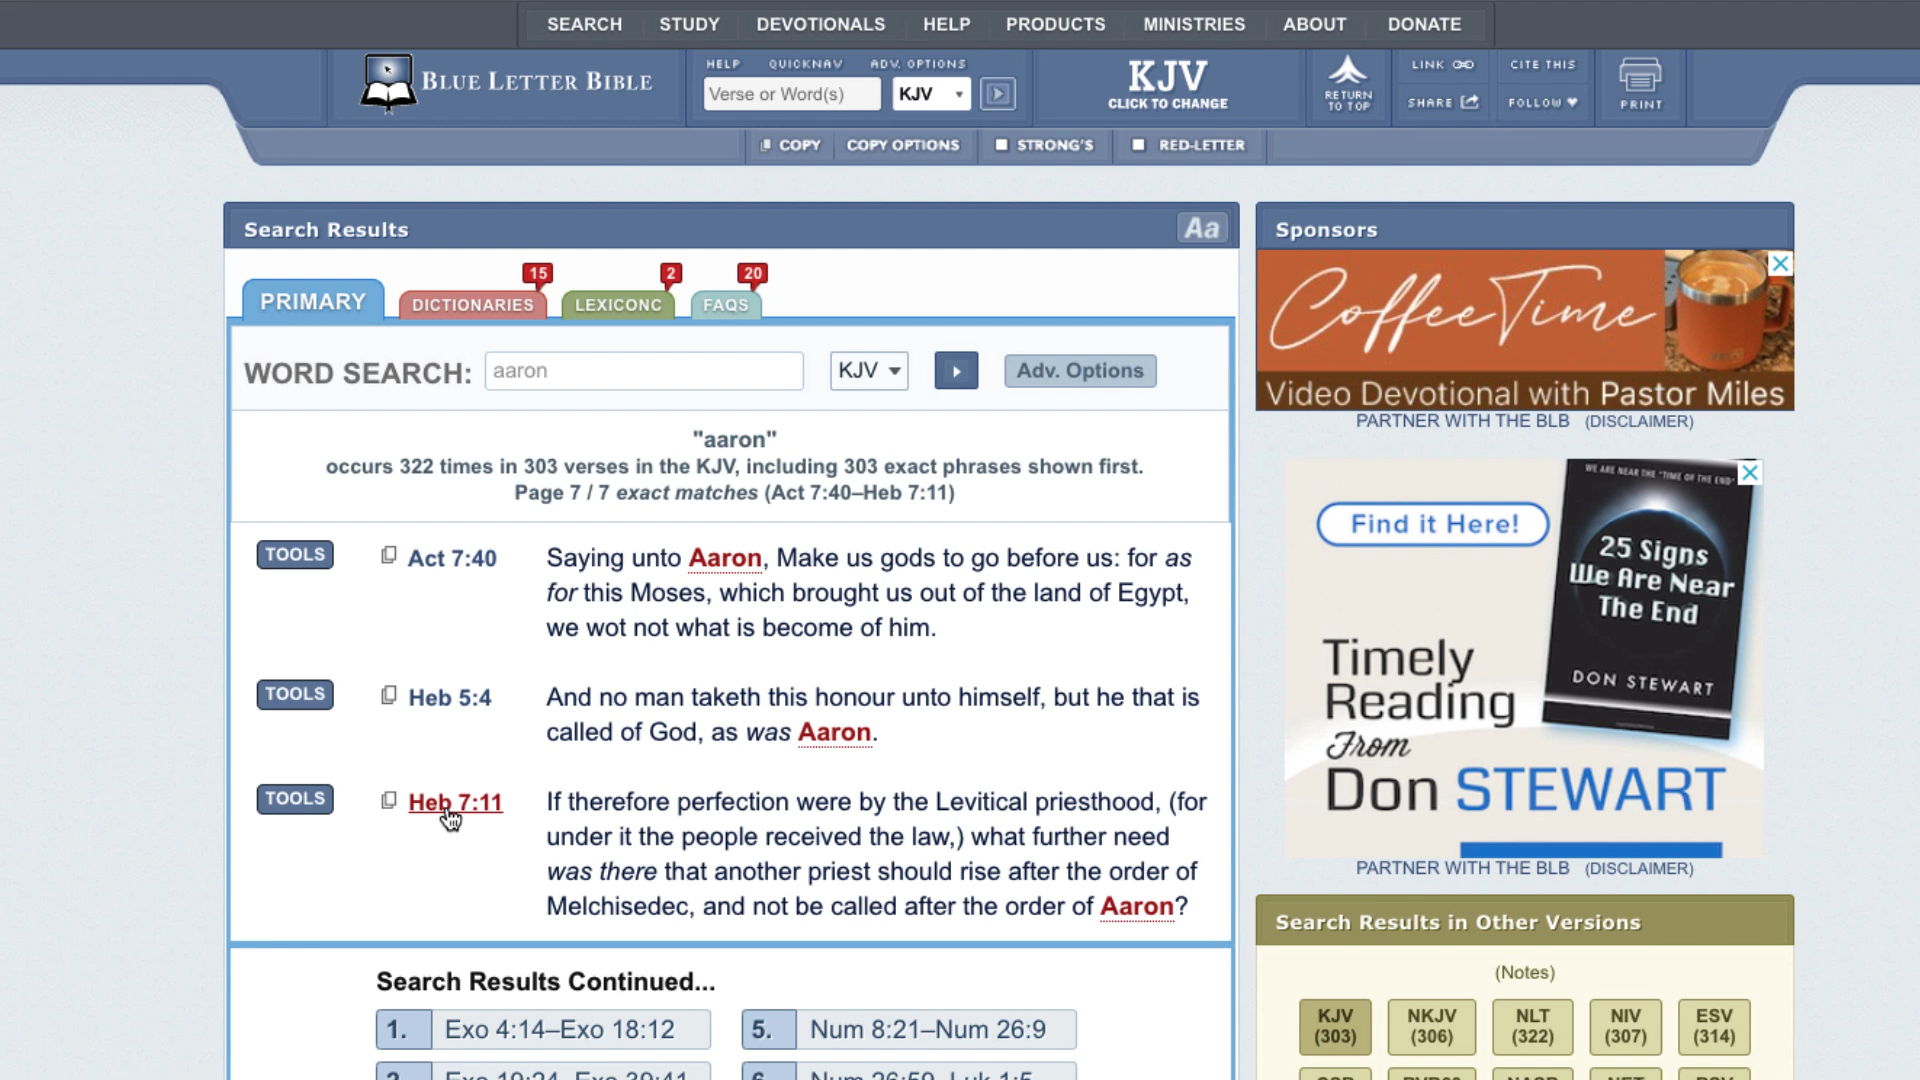 SEARCH STUDY DEVOTIONALS HELP PRODUCTS MINISTRIES ABOUT DONATE
BLUE LETTER BIBLE
HELP QUICKNAV ADV. OPTIONS
Verse or Word(s) KJV
KJV
CLICK TO CHANGE
RETURN
TO TOP
LINK
CITE THIS
SHARE
FOLLOW
PRINT
COPY COPY OPTIONS STRONG'S RED-LETTER
Search Results Aa
15 2 20
PRIMARY DICTIONARIES LEXICONC FAQS
WORD SEARCH: aaron KJV Adv. Options
"aaron"
occurs 322 times in 303 verses in the KJV, including 303 exact phrases shown first.
Page 7 / 7 exact matches (Act 7:40–Heb 7:11)
TOOLS Act 7:40 Saying unto Aaron, Make us gods to go before us: for as
for this Moses, which brought us out of the land of Egypt,
we wot not what is become of him.
TOOLS Heb 5:4 And no man taketh this honour unto himself, but he that is
called of God, as was Aaron.
TOOLS Heb 7:11 If therefore perfection were by the Levitical priesthood, (for
under it the people received the law,) what further need
was there that another priest should rise after the order of
Melchisedec, and not be called after the order of Aaron?
Search Results Continued...
1. Exo 4:14–Exo 18:12 5. Num 8:21–Num 26:9
Sponsors
Coffee Time
Video Devotional with Pastor Miles
PARTNER WITH THE BLB (DISCLAIMER)
WE ARE NEAR THE "TIME OF THE END"
Find it Here!
25 Signs
We Are Near
The End
DON STEWART
Timely
Reading
From
Don STEWART
PARTNER WITH THE BLB (DISCLAIMER)
Search Results in Other Versions
(Notes)
KJV NKJV NLT NIV ESV
(303) (306) (322) (307) (314)